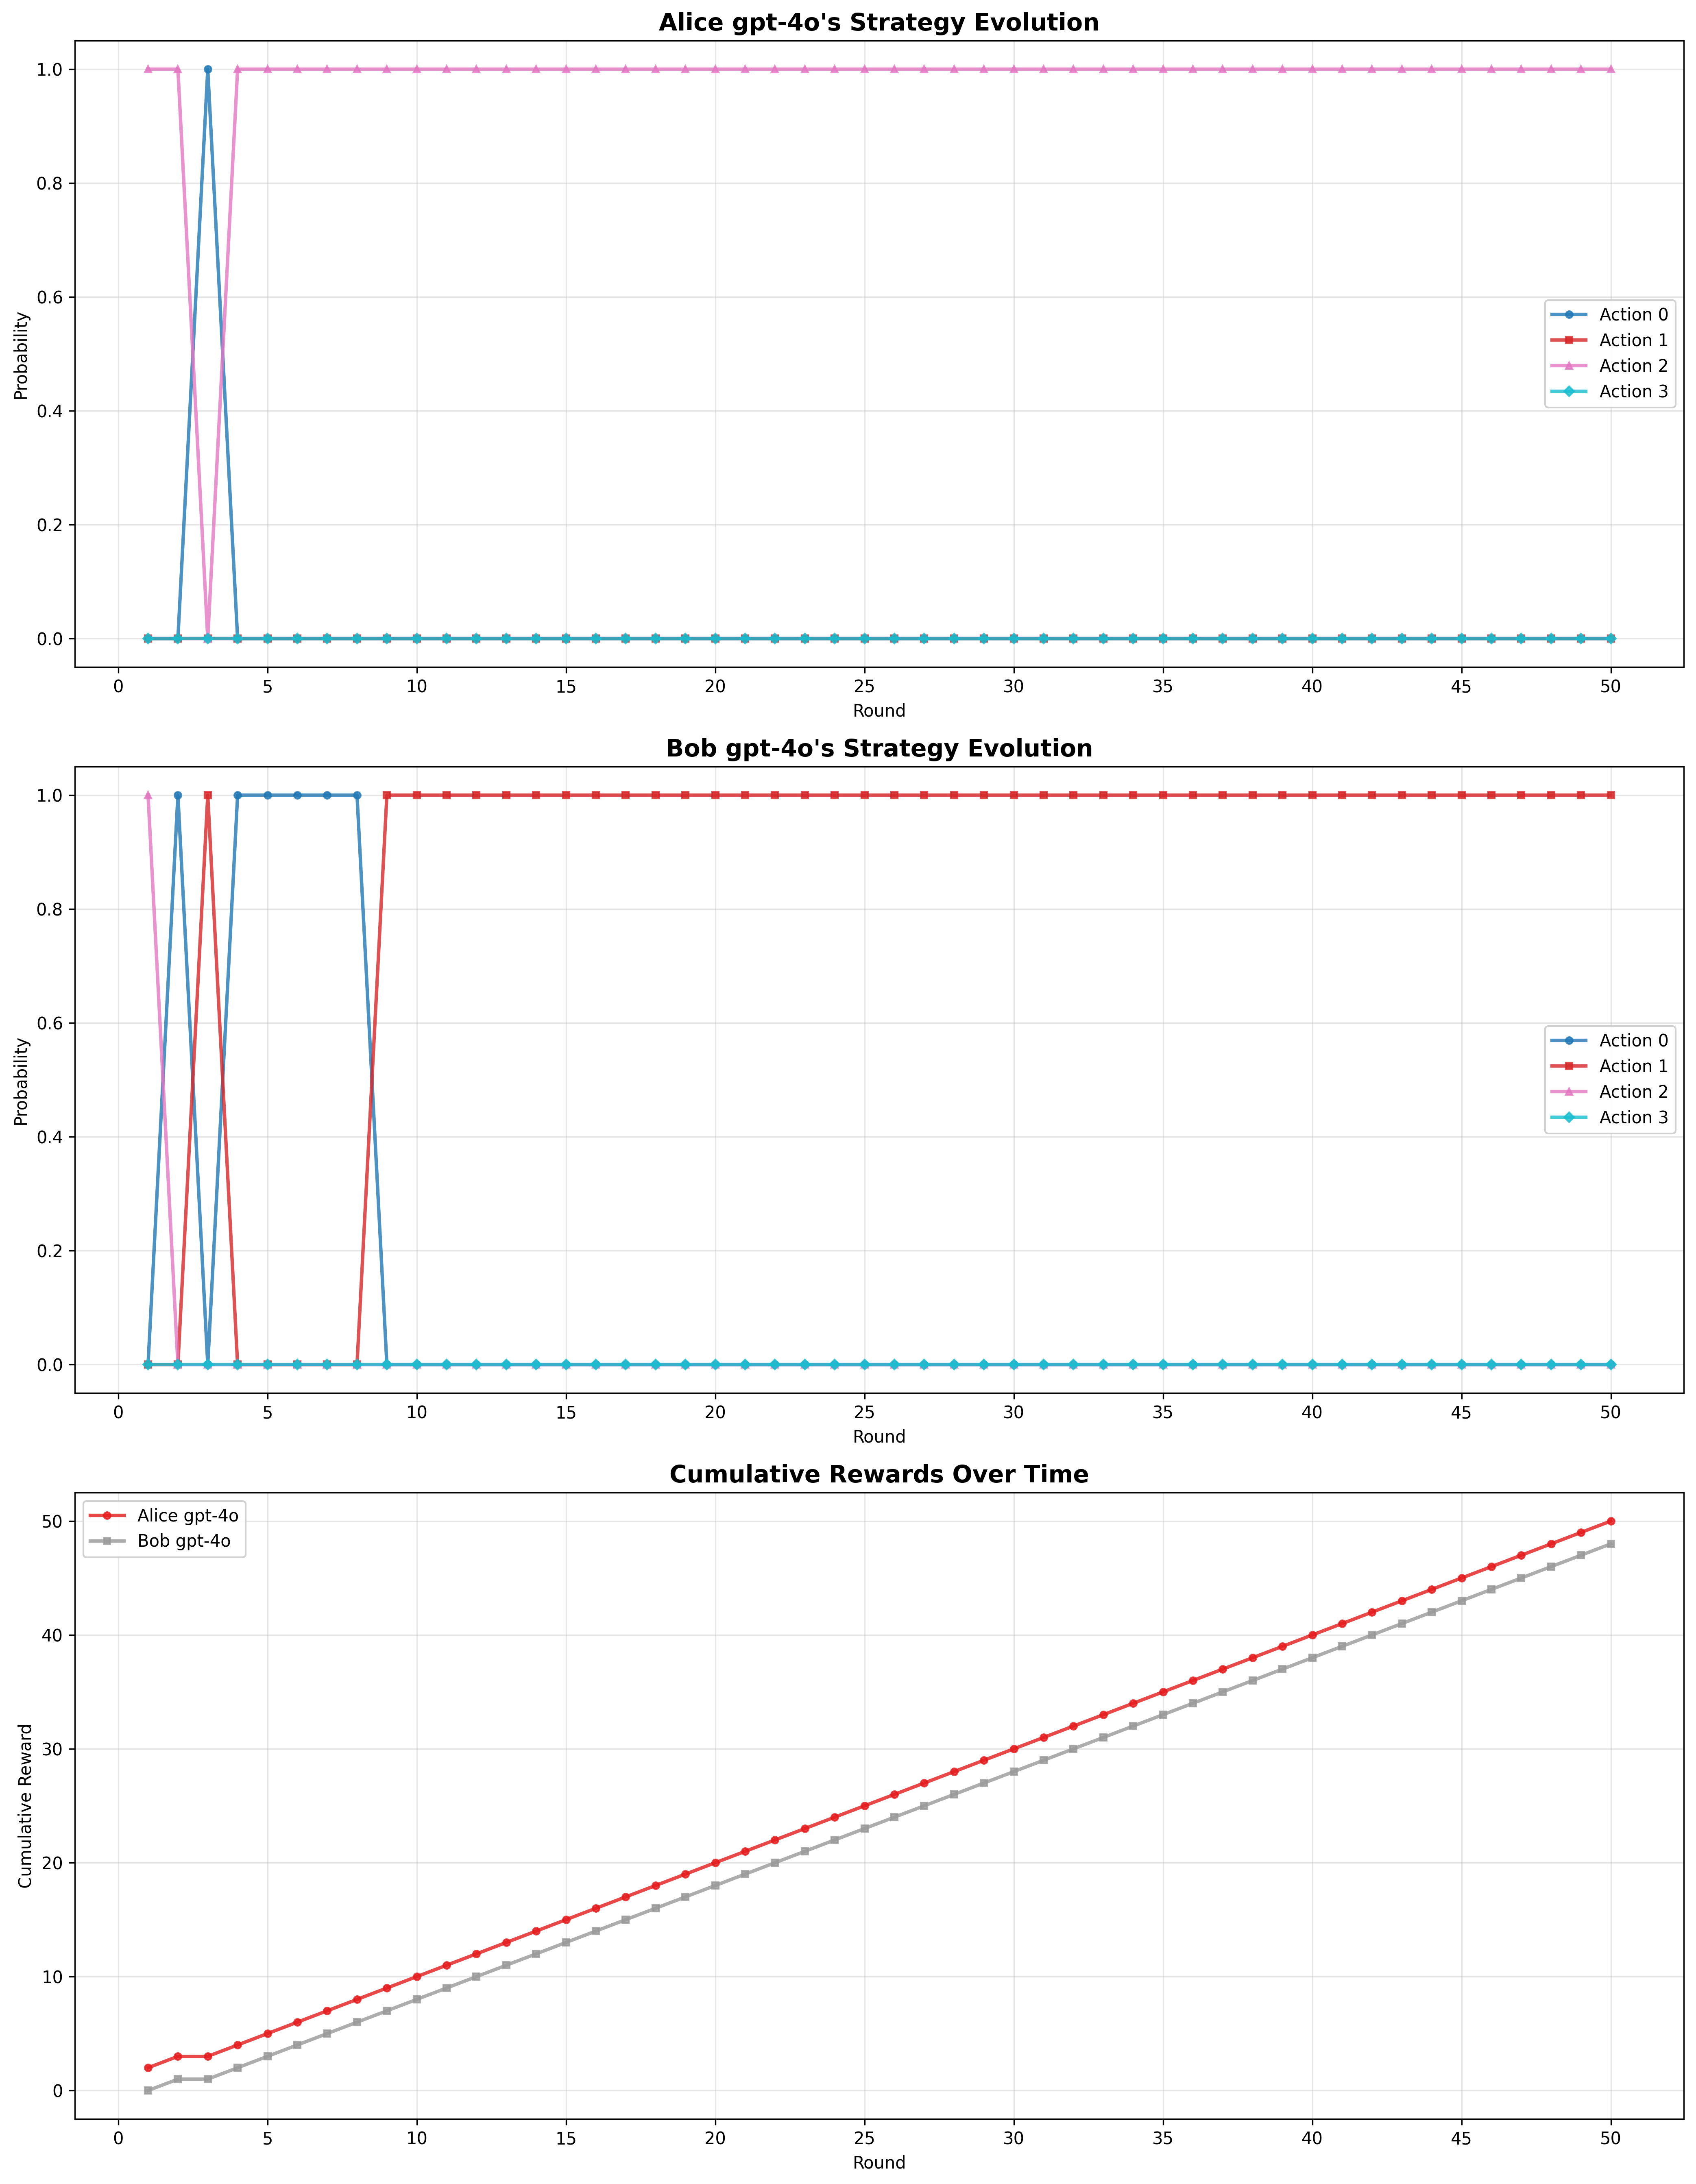 Alice gpt-4o's Strategy Evolution
1.0
0.8
0.6
0.4
0.2
0.0
Probability
Action 0
Action 1
Action 2
Action 3
0 5 10 15 20 25 30 35 40 45 50
Round
Bob gpt-4o's Strategy Evolution
1.0
0.8
0.6
0.4
0.2
0.0
Probability
Action 0
Action 1
Action 2
Action 3
0 5 10 15 20 25 30 35 40 45 50
Round
Cumulative Rewards Over Time
Alice gpt-4o
Bob gpt-4o
50
40
30
20
10
0
Cumulative Reward
0 5 10 15 20 25 30 35 40 45 50
Round